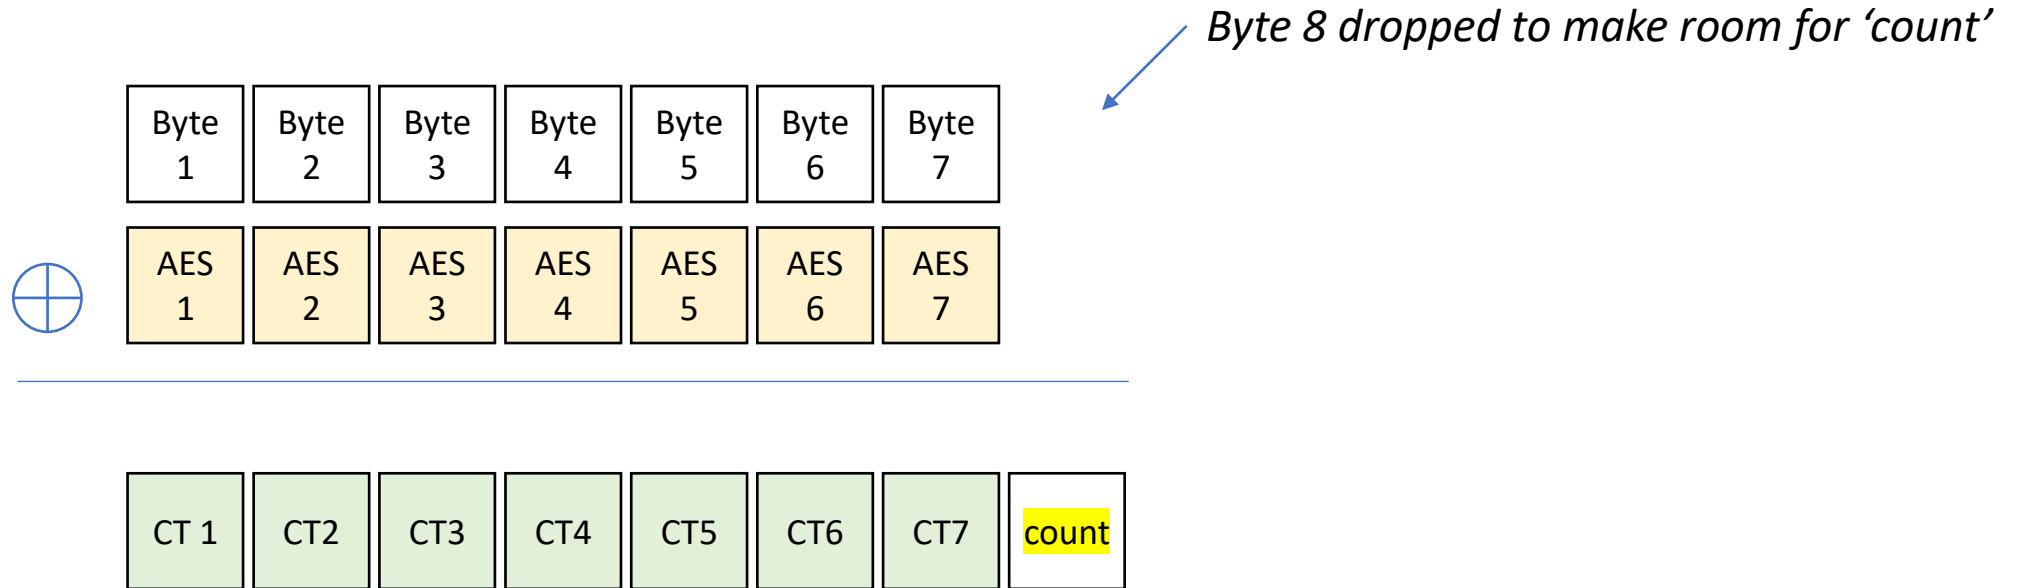 Byte 8 dropped to make room for ‘count’
Byte 1
Byte 2
Byte 3
Byte 4
Byte 5
Byte 6
Byte 7
AES 1
AES 2
AES 3
AES 4
AES 5
AES 6
AES 7
CT 1
CT2
CT3
CT4
CT5
CT6
CT7
count